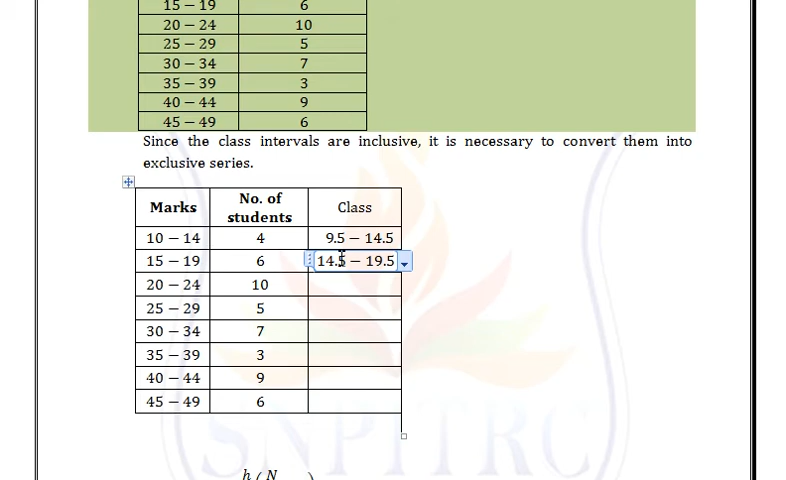 15 − 19 6
20 − 24 10
25 − 29 5
30 − 34 7
35 − 39 3
40 − 44 9
45 − 49 6
Since the class intervals are inclusive, it is necessary to convert them into
exclusive series.
Marks No. of students Class
10 − 14 4 9.5 − 14.5
15 − 19 6 14.5 − 19.5
20 − 24 10
25 − 29 5
30 − 34 7
35 − 39 3
40 − 44 9
45 − 49 6
SNPITRC
h ( N )